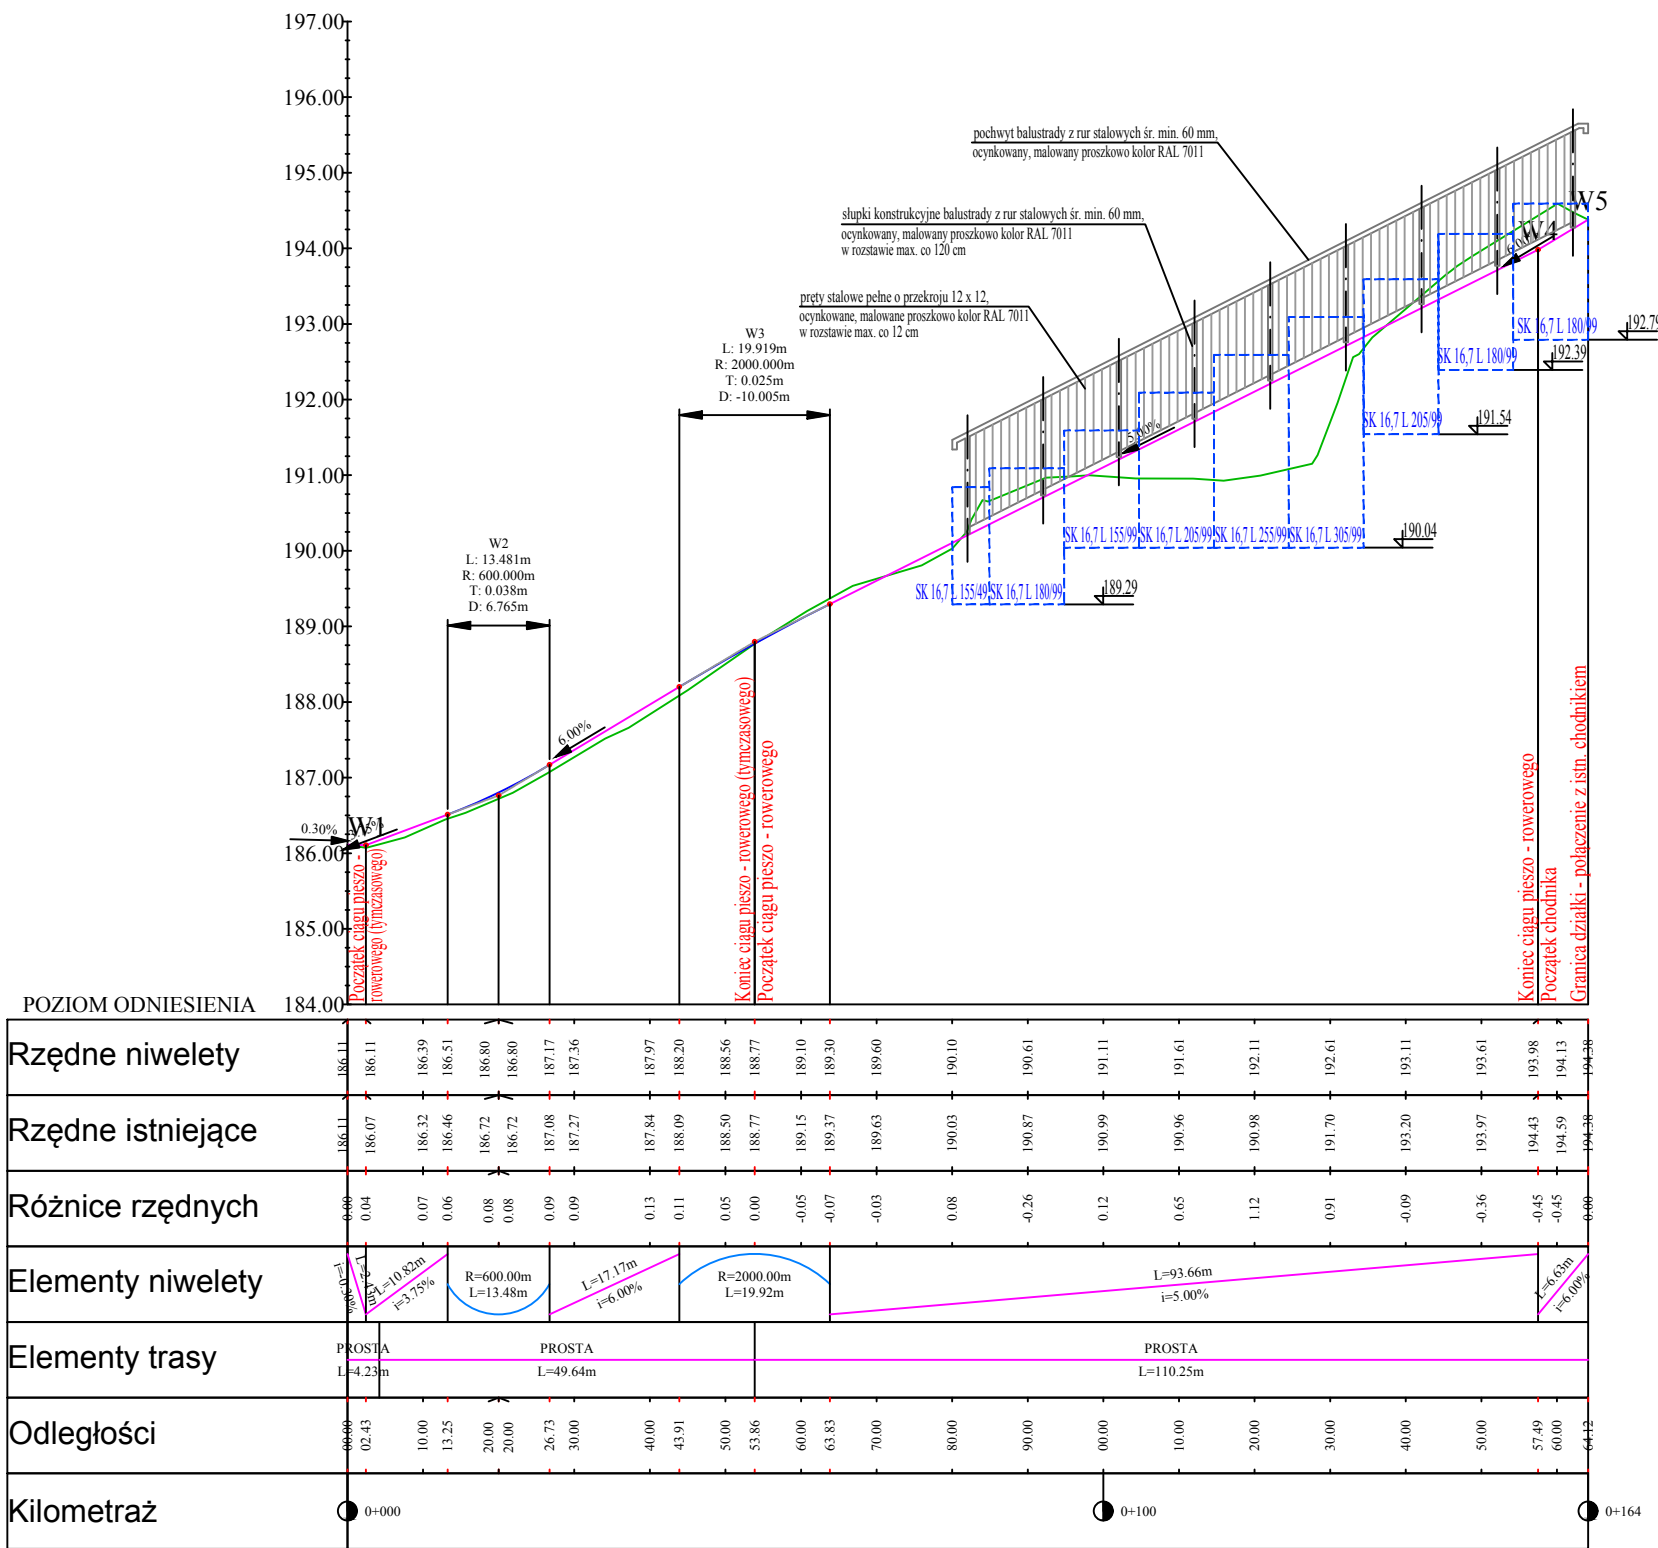 197.00
196.00
195.00
194.00
193.00
192.00
191.00
190.00
189.00
188.00
187.00
186.00
185.00
184.00
POZIOM ODNIESIENIA
pochwyt balustrady z rur stalowych śr. min. 60 mm,
ocynkowany, malowany proszkowo kolor RAL 7011
słupki konstrukcyjne balustrady z rur stalowych śr. min. 60 mm,
ocynkowany, malowany proszkowo kolor RAL 7011
w rozstawie max. co 120 cm
pręty stalowe pełne o przekroju 12 x 12,
ocynkowane, malowane proszkowo kolor RAL 7011
w rozstawie max. co 12 cm
W3
L: 19.919m
R: 2000.000m
T: 0.025m
D: -10.005m
W2
L: 13.481m
R: 600.000m
T: 0.038m
D: 6.765m
W5
W4
6.00%
5.00%
6.00%
0.30%
W1
SK 16,7 L 155/49
SK 16,7 L 180/99
SK 16,7 L 155/99
SK 16,7 L 205/99
SK 16,7 L 255/99
SK 16,7 L 305/99
SK 16,7 L 205/99
SK 16,7 L 180/99
SK 16,7 L 180/99
189.29
190.04
191.54
192.39
192.79
Początek ciągu pieszo -
rowerowego (tymczasowego)
Koniec ciągu pieszo - rowerowego (tymczasowego)
Początek ciągu pieszo - rowerowego
Koniec ciągu pieszo - rowerowego
Początek chodnika
Granica działki - połączenie z istn. chodnikiem
Rzędne niwelety
186.11 186.11 186.39 186.51 186.80 186.80 187.17 187.36 187.97 188.20 188.56 188.77 189.10 189.30 189.60 190.10 190.61 191.11 191.61 192.11 192.61 193.11 193.61 193.98 194.13 194.38
Rzędne istniejące
186.11 186.07 186.32 186.46 186.72 186.72 187.08 187.27 187.84 188.09 188.50 188.77 189.15 189.37 189.63 190.03 190.87 190.99 190.96 190.98 191.70 193.20 193.97 194.43 194.59 194.38
Różnice rzędnych
0.00 0.04 0.07 0.06 0.08 0.08 0.09 0.09 0.13 0.11 0.05 0.00 -0.05 -0.07 -0.03 0.08 -0.26 0.12 0.65 1.12 0.91 -0.09 -0.36 -0.45 -0.45 0.00
Elementy niwelety
L=2.43m
i=-0.30%
L=10.82m
i=3.75%
R=600.00m
L=13.48m
L=17.17m
i=6.00%
R=2000.00m
L=19.92m
L=93.66m
i=5.00%
L=6.63m
i=6.00%
Elementy trasy
PROSTA
L=4.23m
PROSTA
L=49.64m
PROSTA
L=110.25m
Odległości
00.00 02.43 10.00 13.25 20.00 20.00 26.73 30.00 40.00 43.91 50.00 53.86 60.00 63.83 70.00 80.00 90.00 00.00 10.00 20.00 30.00 40.00 50.00 57.49 60.00 64.12
Kilometraż
0+000
0+100
0+164